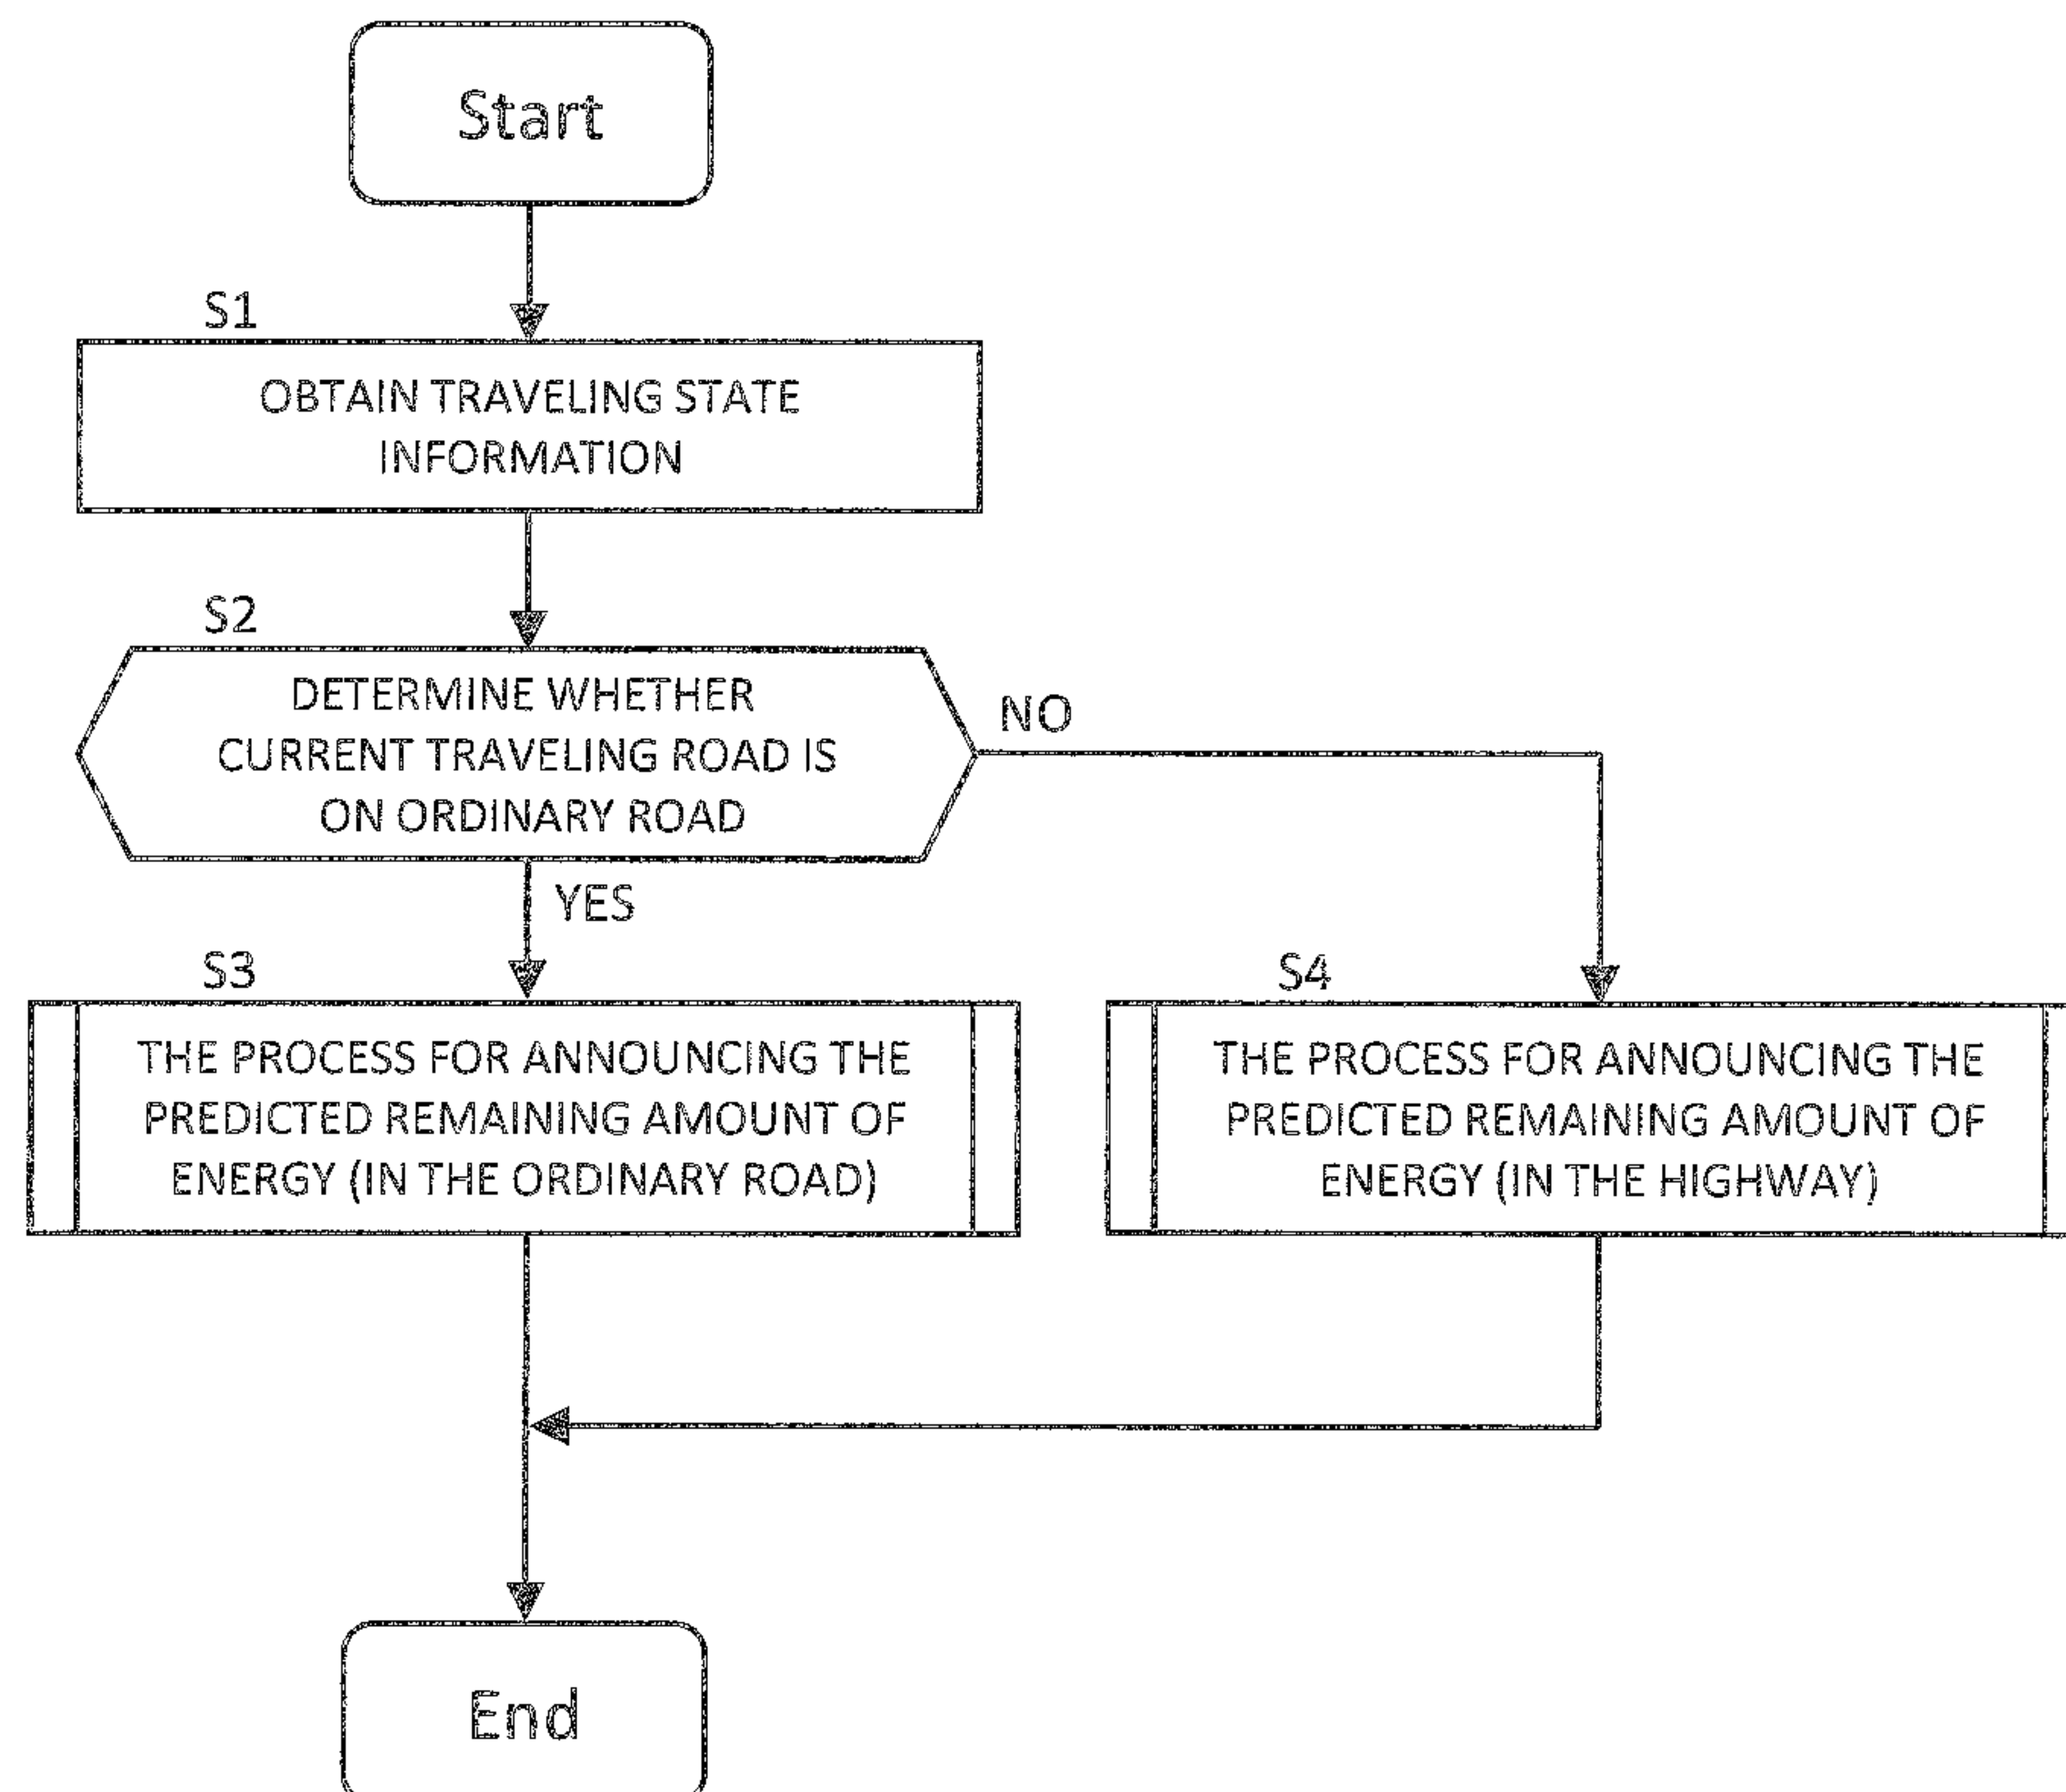 Start
S1
OBTAIN TRAVELING STATE
INFORMATION
S2
DETERMINE WHETHER
CURRENT TRAVELING ROAD IS
ON ORDINARY ROAD
NO
YES
S3
THE PROCESS FOR ANNOUNCING THE
PREDICTED REMAINING AMOUNT OF
ENERGY (IN THE ORDINARY ROAD)
S4
THE PROCESS FOR ANNOUNCING THE
PREDICTED REMAINING AMOUNT OF
ENERGY (IN THE HIGHWAY)
End